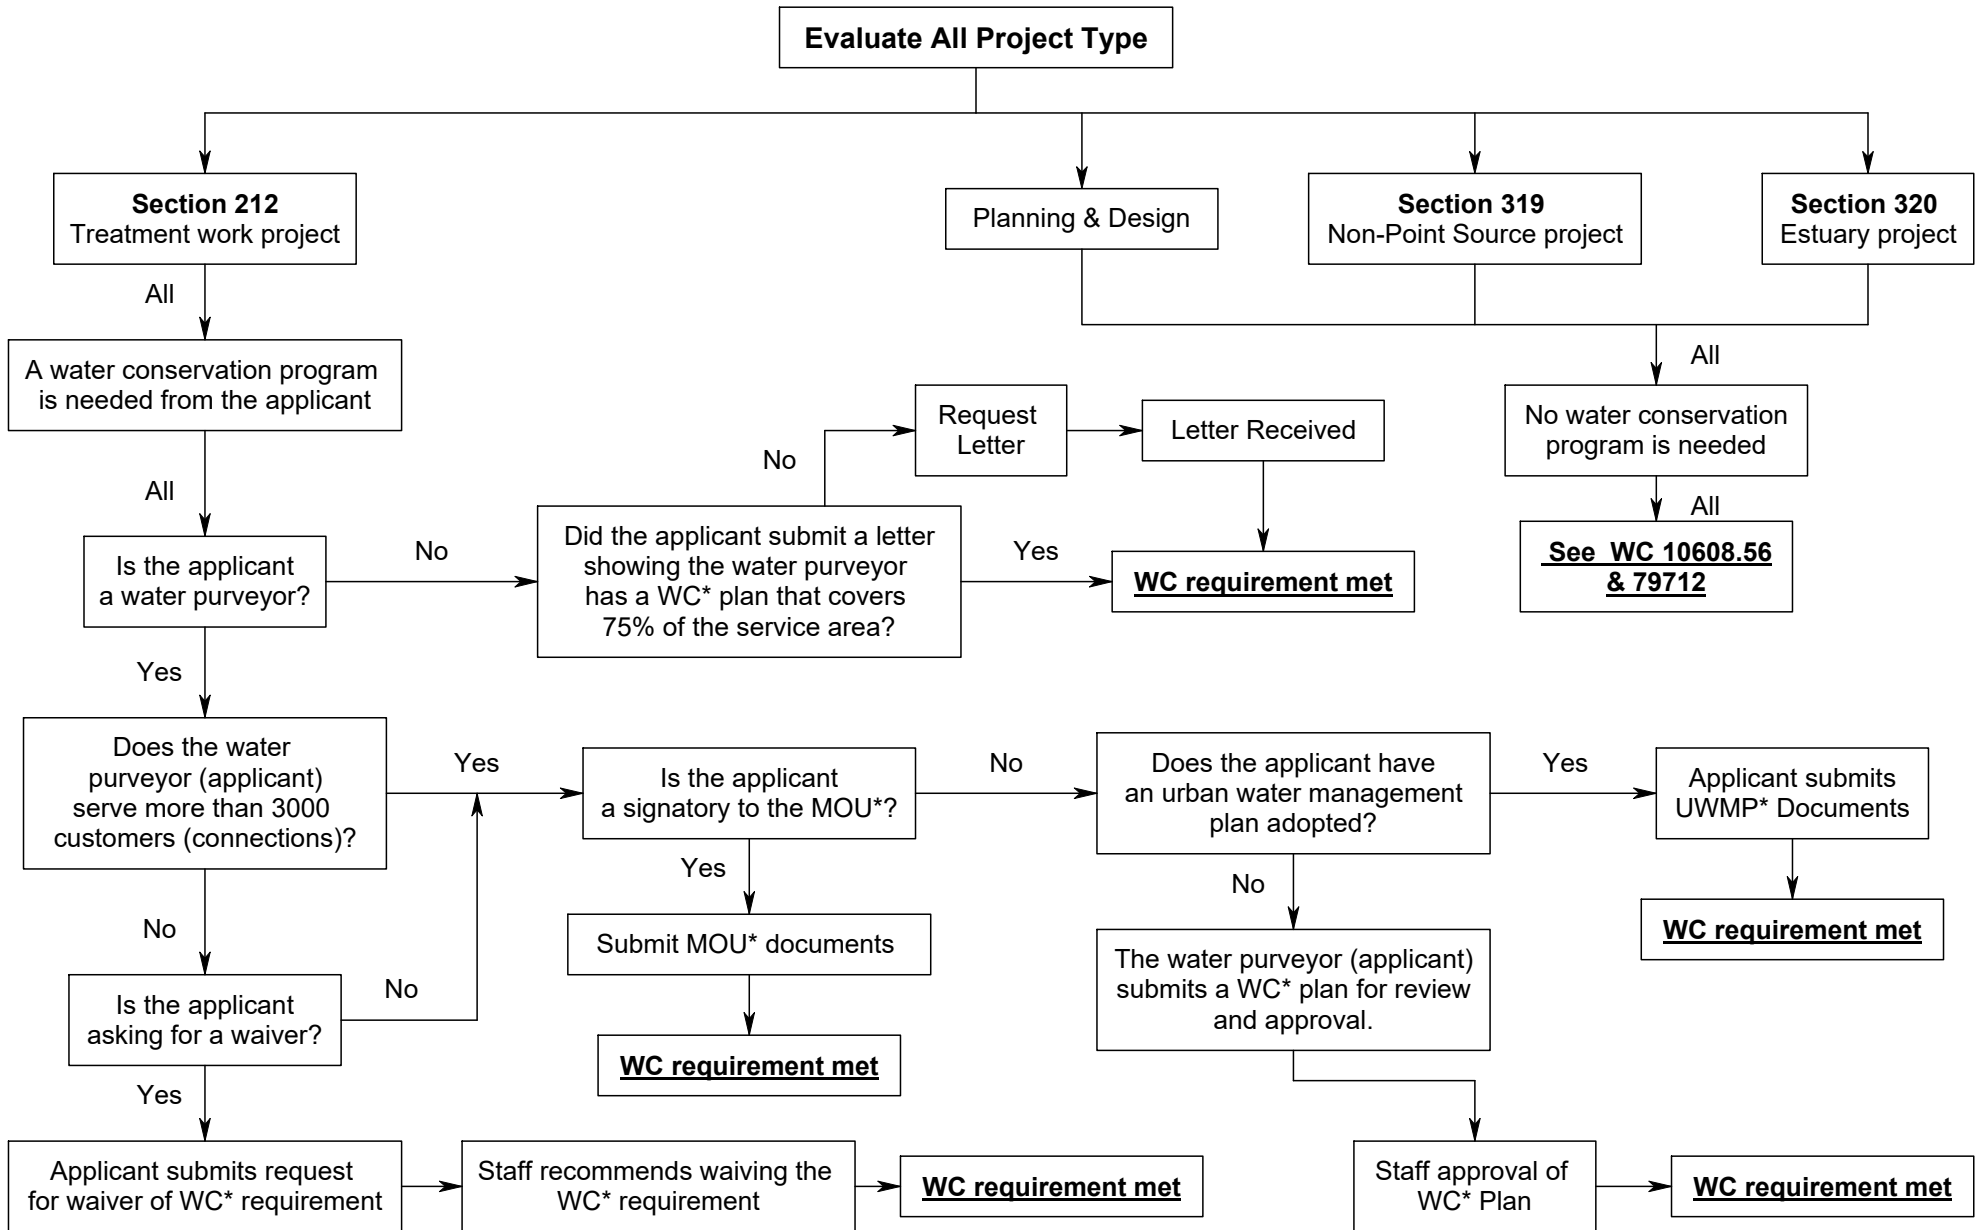 Evaluate All Project Type
Section 212
Treatment work project
Planning & Design
Section 319
Non-Point Source project
Section 320
Estuary project
All
A water conservation program
is needed from the applicant
All
No water conservation
program is needed
All
See WC 10608.56
& 79712
All
Is the applicant
a water purveyor?
No
Did the applicant submit a letter
showing the water purveyor
has a WC* plan that covers
75% of the service area?
No
Request
Letter
Letter Received
Yes
WC requirement met
Yes
Does the water
purveyor (applicant)
serve more than 3000
customers (connections)?
Yes
Is the applicant
a signatory to the MOU*?
No
Does the applicant have
an urban water management
plan adopted?
Yes
Applicant submits
UWMP* Documents
WC requirement met
Yes
Submit MOU* documents
WC requirement met
No
The water purveyor (applicant)
submits a WC* plan for review
and approval.
Staff approval of
WC* Plan
WC requirement met
No
Is the applicant
asking for a waiver?
No
Yes
Applicant submits request
for waiver of WC* requirement
Staff recommends waiving the
WC* requirement
WC requirement met